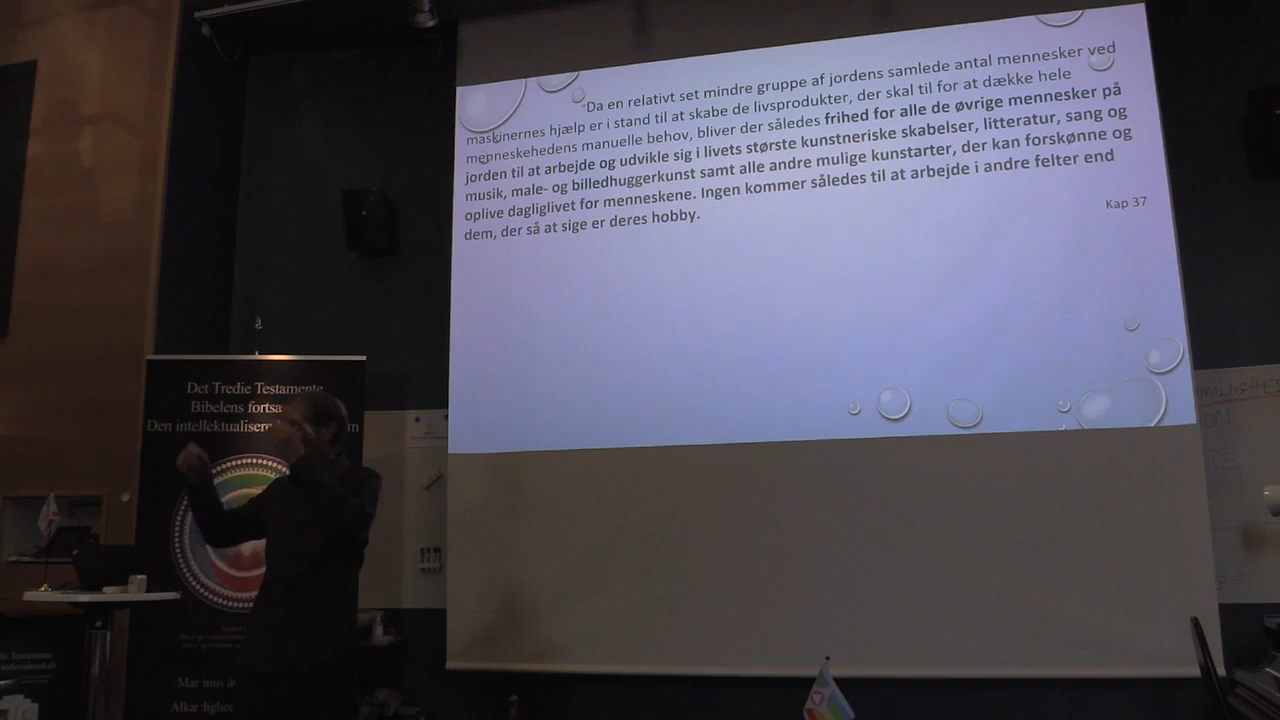 "Da en relativt set mindre gruppe af jordens samlede antal mennesker ved
maskinernes hjælp er i stand til at skabe de livsprodukter, der skal til for at dække hele
menneskehedens manuelle behov, bliver der således frihed for alle de øvrige mennesker på
jorden til at arbejde og udvikle sig i livets største kunstneriske skabelser, litteratur, sang og
musik, male- og billedhuggerkunst samt alle andre mulige kunstarter, der kan forskønne og
oplive dagliglivet for menneskene. Ingen kommer således til at arbejde i andre felter end
dem, der så at sige er deres hobby.
Kap 37
Det Tredie Testamente
Bibelens
Den